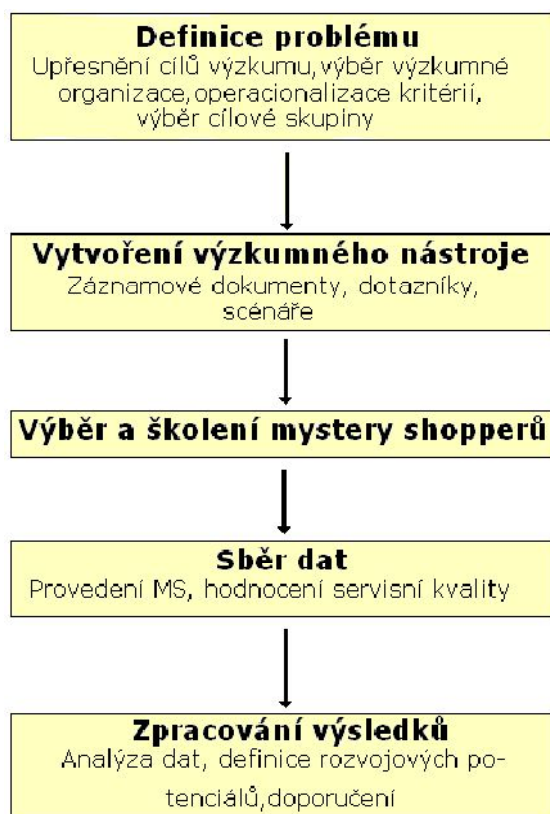 Definice problému
Upřesnění cílů výzkumu,výběr výzkumné
organizace,operacionalizace kritérií,
výběr cílové skupiny
Vytvoření výzkumného nástroje
Záznamové dokumenty, dotazníky,
scénáře
Výběr a školení mystery shopperů
Sběr dat
Provedení MS, hodnocení servisní kvality
Zpracování výsledků
Analýza dat, definice rozvojových po-
tenciálů,doporučení